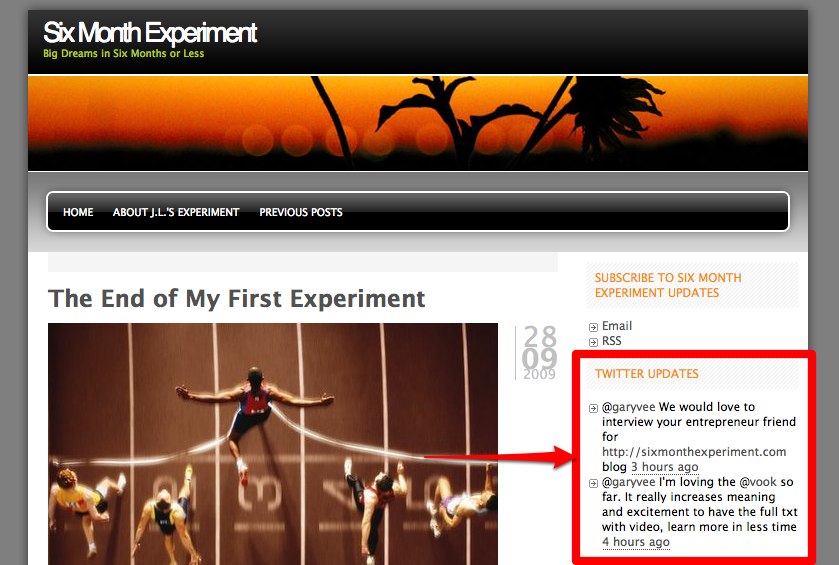 Six Month Experiment
Big Dreams in Six Months or Less
HOME ABOUT J.L.'S EXPERIMENT PREVIOUS POSTS
The End of My First Experiment
28
09
2009
3 4 5
SUBSCRIBE TO SIX MONTH
EXPERIMENT UPDATES
Email
RSS
TWITTER UPDATES
@garyvee We would love to
interview your entrepreneur friend
for
http://sixmonthexperiment.com
blog 3 hours ago
@garyvee I'm loving the @vook so
far. It really increases meaning
and excitement to have the full txt
with video, learn more in less time
4 hours ago